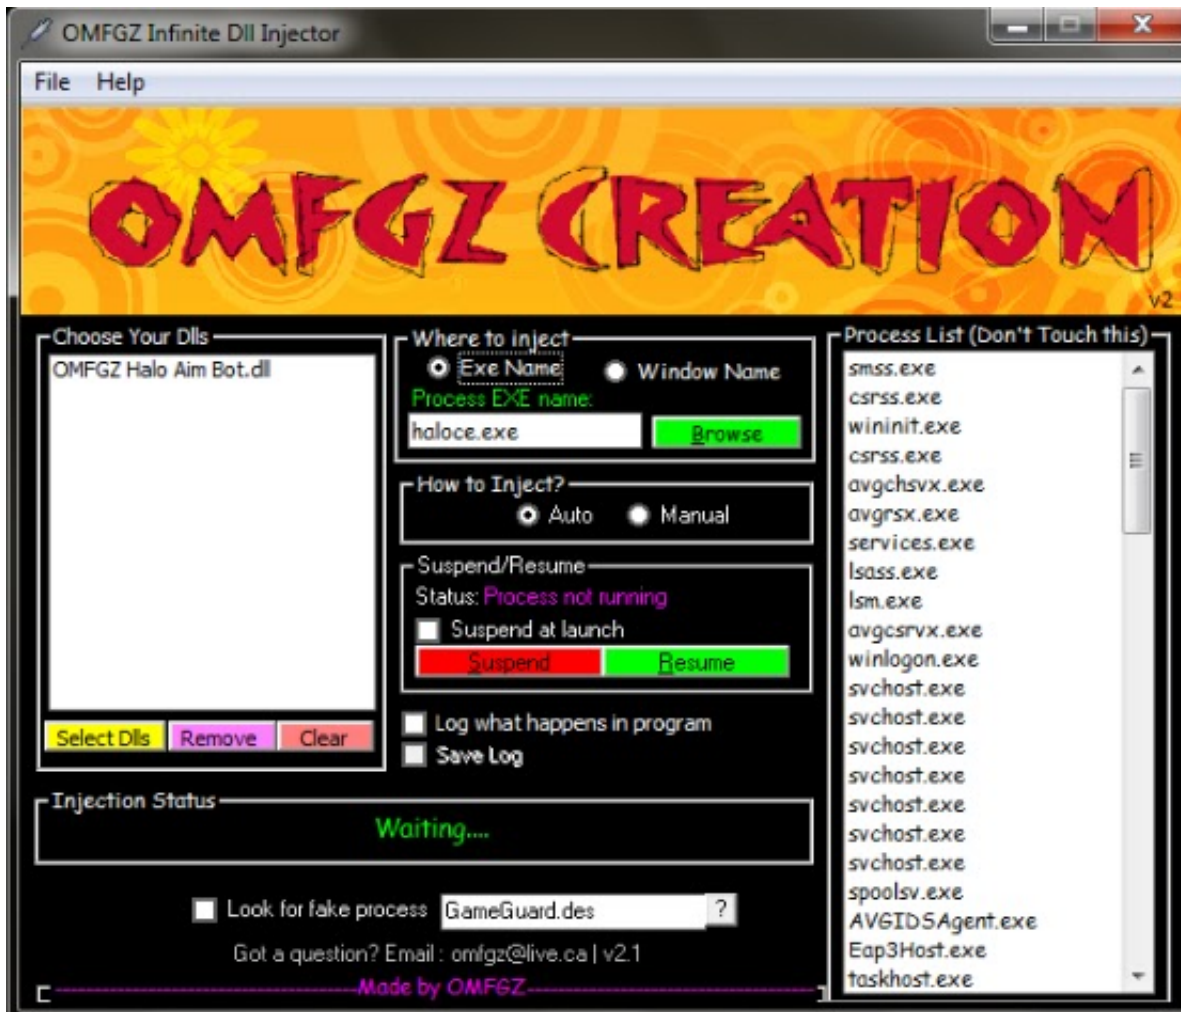 OMFGZ Infinite Dll Injector
File Help
OMFGZ CREATION
v2
Choose Your Dlls
OMFGZ Halo Aim Bot.dll
Select Dlls Remove Clear
Where to inject
Exe Name Window Name
Process EXE name:
haloce.exe Browse
How to Inject?
Auto Manual
Suspend/Resume
Status: Process not running
Suspend at launch
Suspend Resume
Log what happens in program
Save Log
Injection Status
Waiting....
Look for fake process GameGuard.des ?
Got a question? Email : omfgz@live.ca | v2.1
Made by OMFGZ
Process List (Don't Touch this)
smss.exe
csrss.exe
wininit.exe
csrss.exe
avgchsvx.exe
avgrsx.exe
services.exe
lsass.exe
lsm.exe
avgcsrvx.exe
winlogon.exe
svchost.exe
svchost.exe
svchost.exe
svchost.exe
svchost.exe
svchost.exe
svchost.exe
spoolsv.exe
AVGIDSAgent.exe
Eap3Host.exe
taskhost.exe